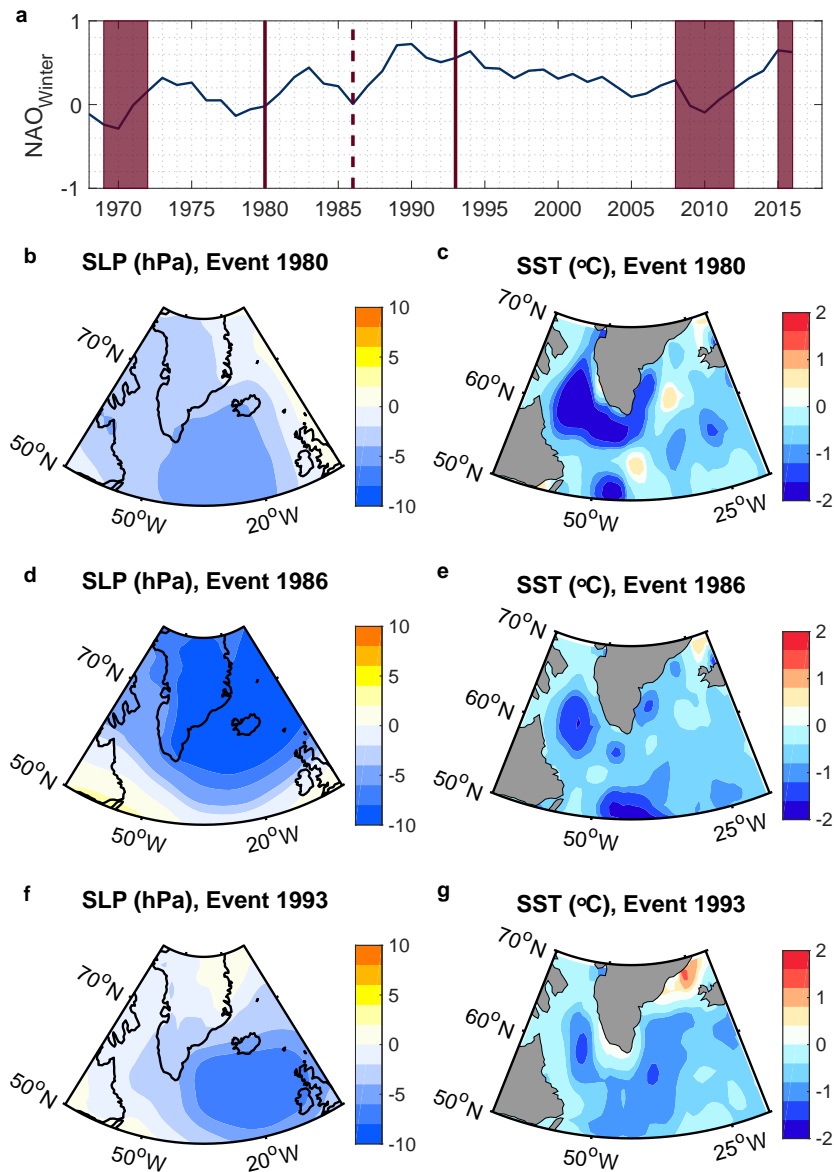 a
1
0
-1
NAO Winter
1970 1975 1980 1985 1990 1995 2000 2005 2010 2015
b SLP (hPa), Event 1980
70°N
50°N
50°W 20°W
10
5
0
-5
-10
c SST (°C), Event 1980
70°N
60°N
50°N
50°W 25°W
2
1
0
-1
-2
d SLP (hPa), Event 1986
70°N
50°N
50°W 20°W
10
5
0
-5
-10
e SST (°C), Event 1986
70°N
60°N
50°N
50°W 25°W
2
1
0
-1
-2
f SLP (hPa), Event 1993
70°N
50°N
50°W 20°W
10
5
0
-5
-10
g SST (°C), Event 1993
70°N
60°N
50°N
50°W 25°W
2
1
0
-1
-2